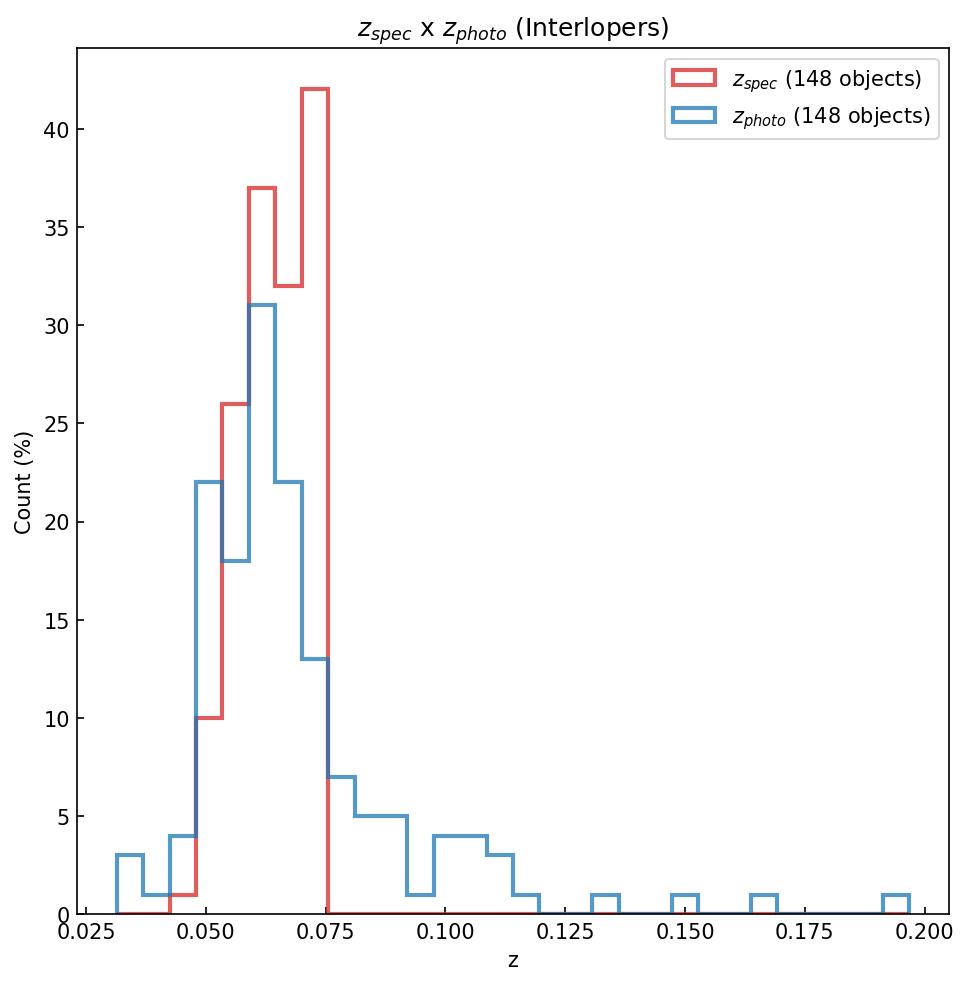 z_spec x z_photo (Interlopers)
z_spec (148 objects)
z_photo (148 objects)
Count (%)
40
35
30
25
20
15
10
5
0
0.025 0.050 0.075 0.100 0.125 0.150 0.175 0.200
z